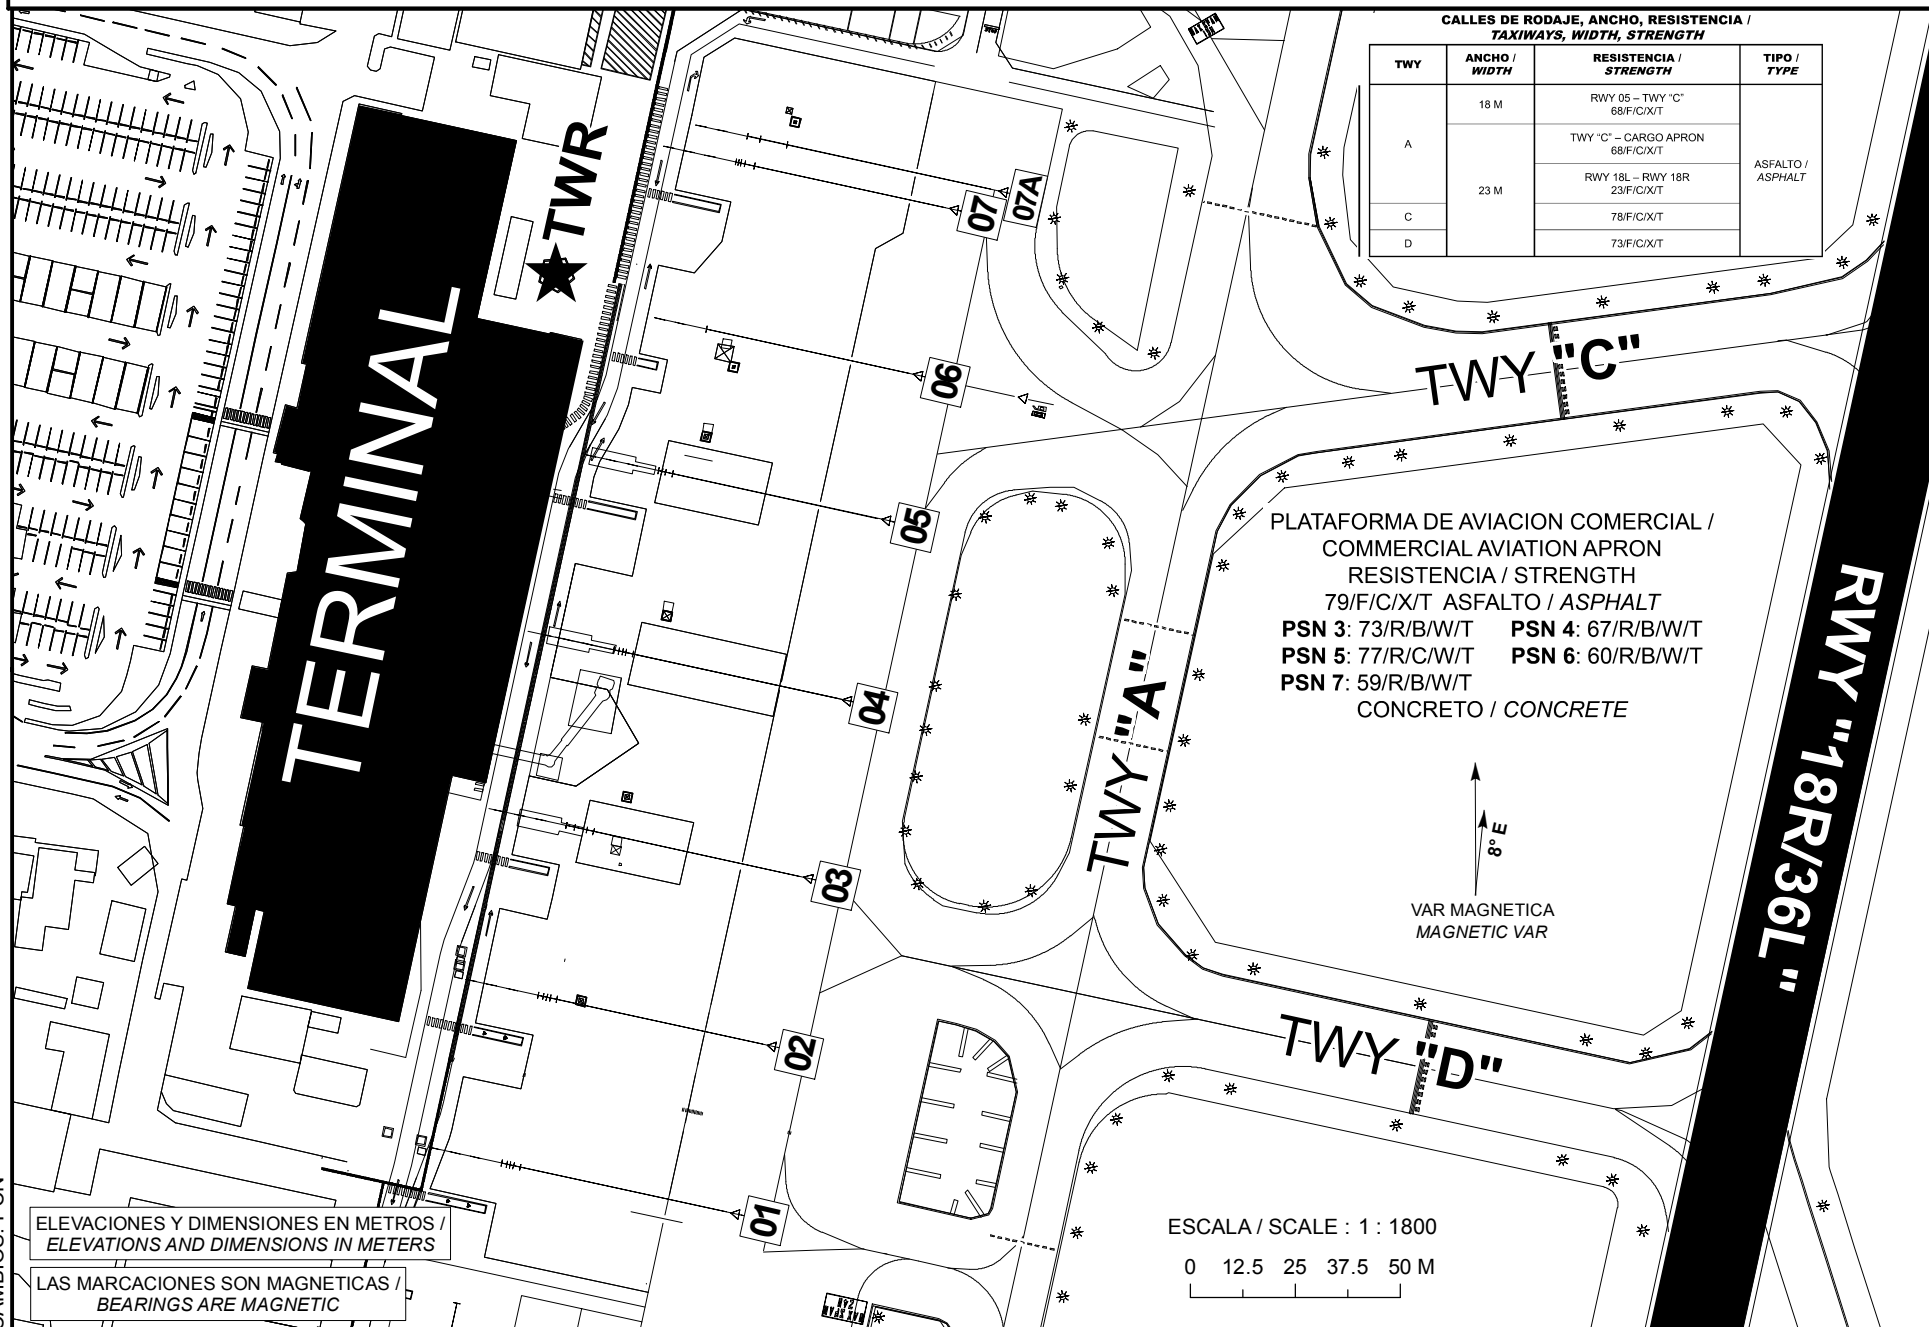 CALLES DE RODAJE, ANCHO, RESISTENCIA /
TAXIWAYS, WIDTH, STRENGTH
TWY
ANCHO /
WIDTH
RESISTENCIA /
STRENGTH
TIPO /
TYPE
A
18 M
RWY 05 – TWY “C”
68/F/C/X/T
23 M
TWY “C” – CARGO APRON
68/F/C/X/T
RWY 18L – RWY 18R
23/F/C/X/T
ASFALTO /
ASPHALT
C
78/F/C/X/T
D
73/F/C/X/T
TWR
TERMINAL
07
07A
06
05
04
03
02
01
TWY "C"
TWY "A"
TWY "D"
RWY "18R/36L"
PLATAFORMA DE AVIACION COMERCIAL /
COMMERCIAL AVIATION APRON
RESISTENCIA / STRENGTH
79/F/C/X/T ASFALTO / ASPHALT
PSN 3: 73/R/B/W/T PSN 4: 67/R/B/W/T
PSN 5: 77/R/C/W/T PSN 6: 60/R/B/W/T
PSN 7: 59/R/B/W/T
CONCRETO / CONCRETE
8° E
VAR MAGNETICA
MAGNETIC VAR
ESCALA / SCALE : 1 : 1800
0 12.5 25 37.5 50 M
ELEVACIONES Y DIMENSIONES EN METROS /
ELEVATIONS AND DIMENSIONS IN METERS
LAS MARCACIONES SON MAGNETICAS /
BEARINGS ARE MAGNETIC